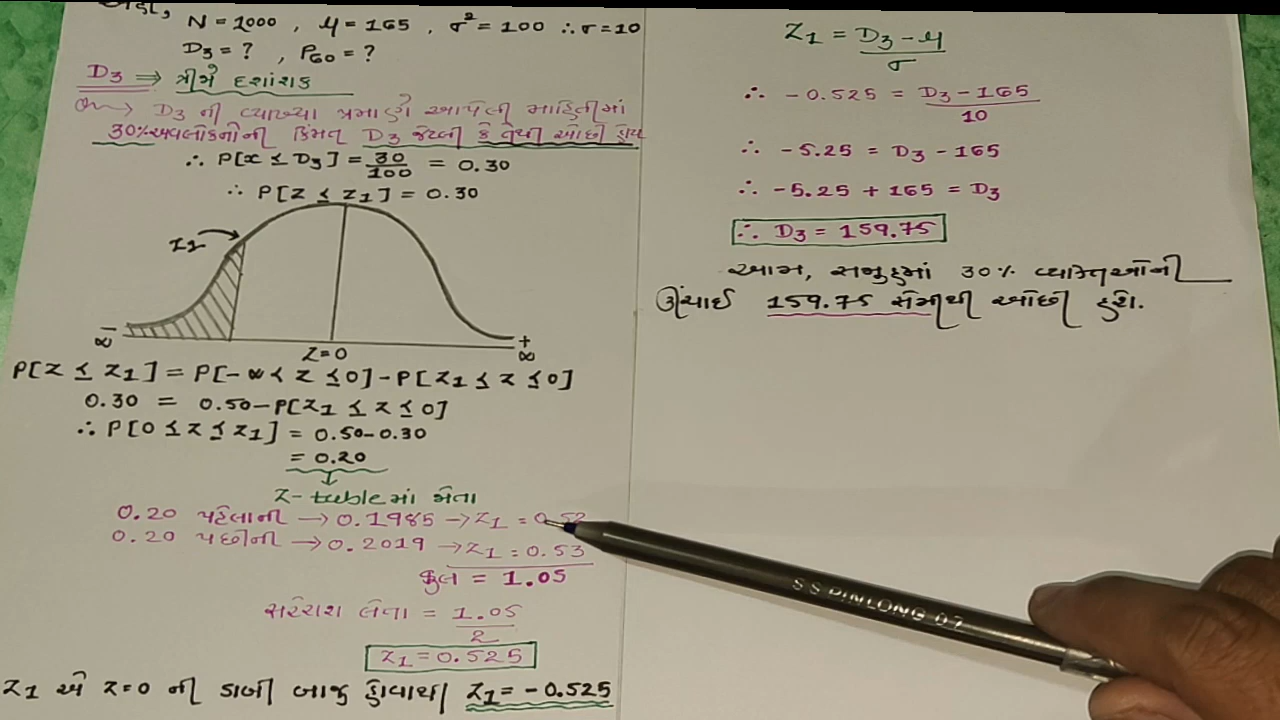 અહીં,
N = 1000 , μ = 165 , σ² = 100 ∴ σ = 10
D₃ = ? , P₆₀ = ?
D₃ ⇒ ત્રીજો દશાંશક
D₃ ની વ્યાખ્યા પ્રમાણે આપેલી માહિતીમાં
30% અવલોકનોની કિંમત D₃ જેટલી કે તેથી ઓછી હોય
∴ P[x ≤ D₃] = 30/100 = 0.30
∴ P[Z ≤ Z₁] = 0.30
Z₁
-∞
Z=0
+∞
P[Z ≤ Z₁] = P[-∞ < Z ≤ 0] - P[Z₁ ≤ Z ≤ 0]
0.30 = 0.50 - P[Z₁ ≤ Z ≤ 0]
∴ P[0 ≤ Z ≤ Z₁] = 0.50 - 0.30
= 0.20
Z-table માં જોતા
0.20 પહેલાની → 0.1985 → Z₁ = 0.52
0.20 પછીની → 0.2019 → Z₁ = 0.53
કુલ = 1.05
સરેરાશ લેતા = 1.05/2
Z₁ = 0.525
Z₁ એ Z=0 ની ડાબી બાજુ હોવાથી Z₁ = -0.525
Z₁ = D₃ - μ / σ
∴ -0.525 = D₃ - 165 / 10
∴ -5.25 = D₃ - 165
∴ -5.25 + 165 = D₃
∴ D₃ = 159.75
આમ, સમુહમાં 30% વ્યક્તિઓની
ઊંચાઈ 159.75 સેમીથી ઓછી હશે.
SS PINLONG 07